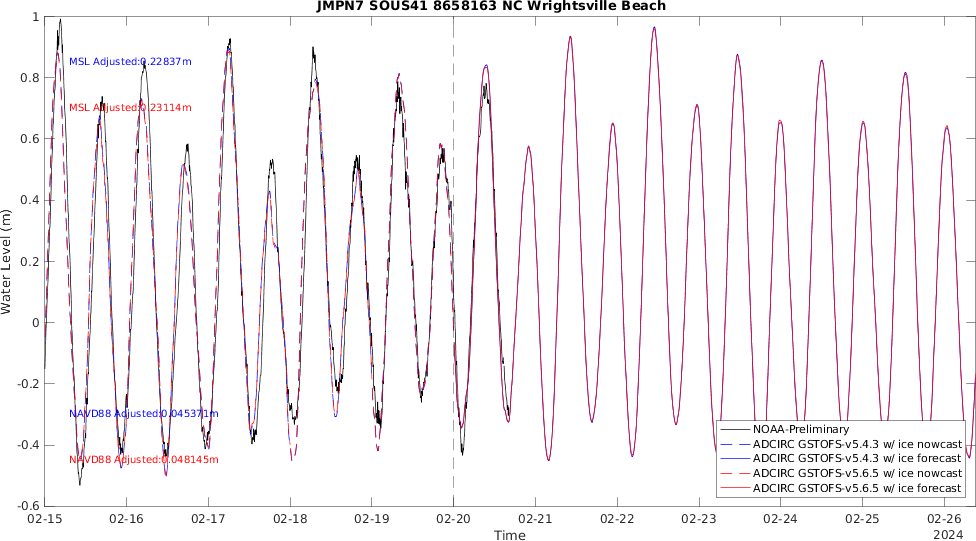 JMPN7 SOUS41 8658163 NC Wrightsville Beach
Water Level (m)
1
0.8
0.6
0.4
0.2
0
-0.2
-0.4
-0.6
MSL Adjusted:0.22837m
MSL Adjusted:0.23114m
NAVD88 Adjusted:0.045371m
NAVD88 Adjusted:0.048145m
NOAA-Preliminary
ADCIRC GSTOFS-v5.4.3 w/ ice nowcast
ADCIRC GSTOFS-v5.4.3 w/ ice forecast
ADCIRC GSTOFS-v5.6.5 w/ ice nowcast
ADCIRC GSTOFS-v5.6.5 w/ ice forecast
02-15 02-16 02-17 02-18 02-19 02-20 02-21 02-22 02-23 02-24 02-25 02-26
Time
2024